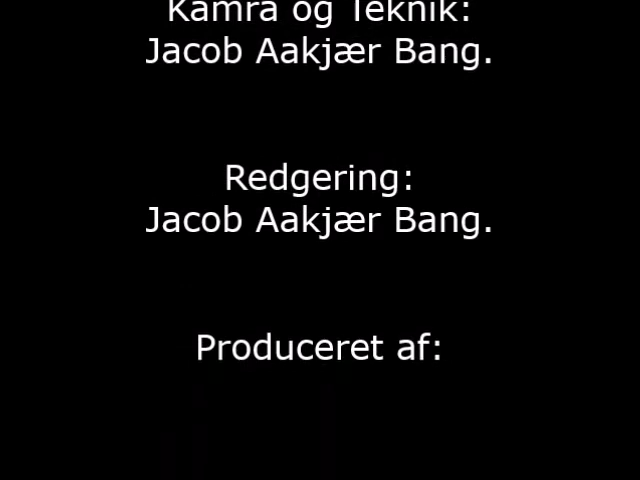 Kamra og Teknik:
Jacob Aakjær Bang.
Redgering:
Jacob Aakjær Bang.
Produceret af: